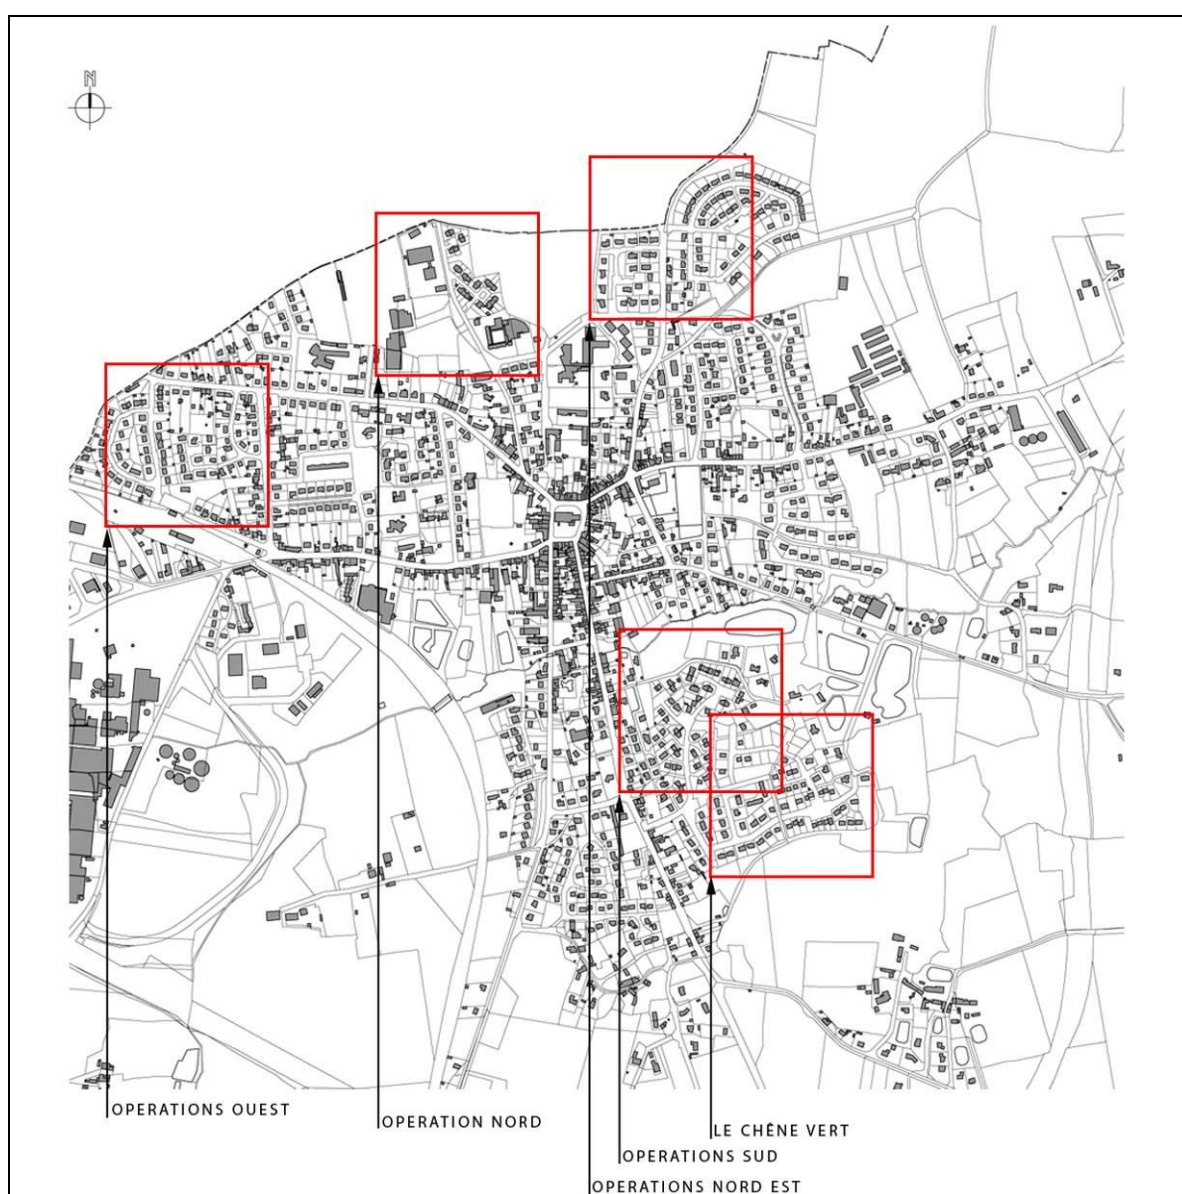 N
OPERATIONS OUEST
OPERATION NORD
LE CHÊNE VERT
OPERATIONS SUD
OPERATIONS NORD EST